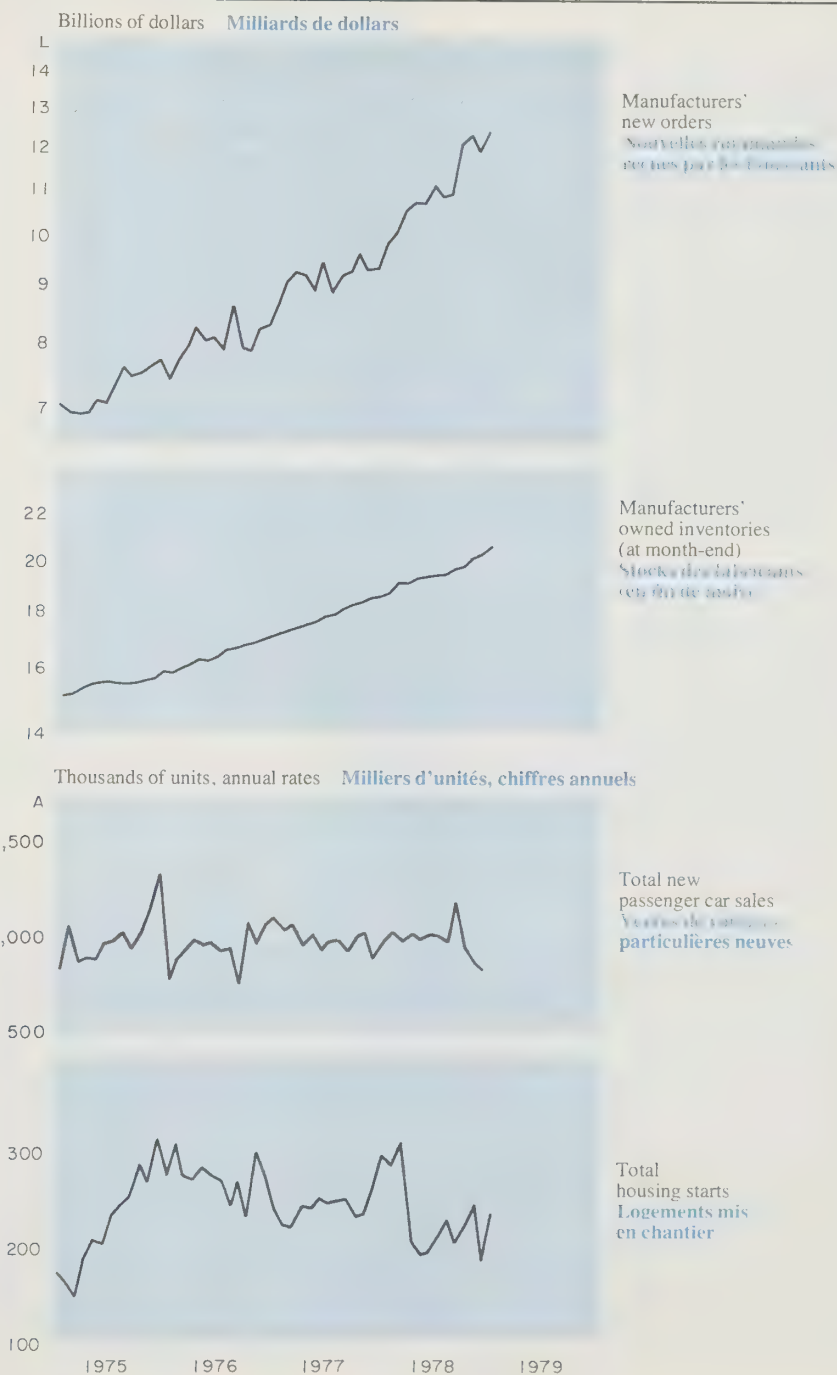 Billions of dollars Milliards de dollars
L
14
13
12
11
10
9
8
7
Manufacturers'
new orders
22
20
18
16
14
Manufacturers'
owned inventories
(at month-end)
Thousands of units, annual rates Milliers d'unités, chiffres annuels
A
,500
,000
500
Total new
passenger car sales
particulières neuves
300
200
100
Total
housing starts
Logements mis
en chantier
1975 1976 1977 1978 1979